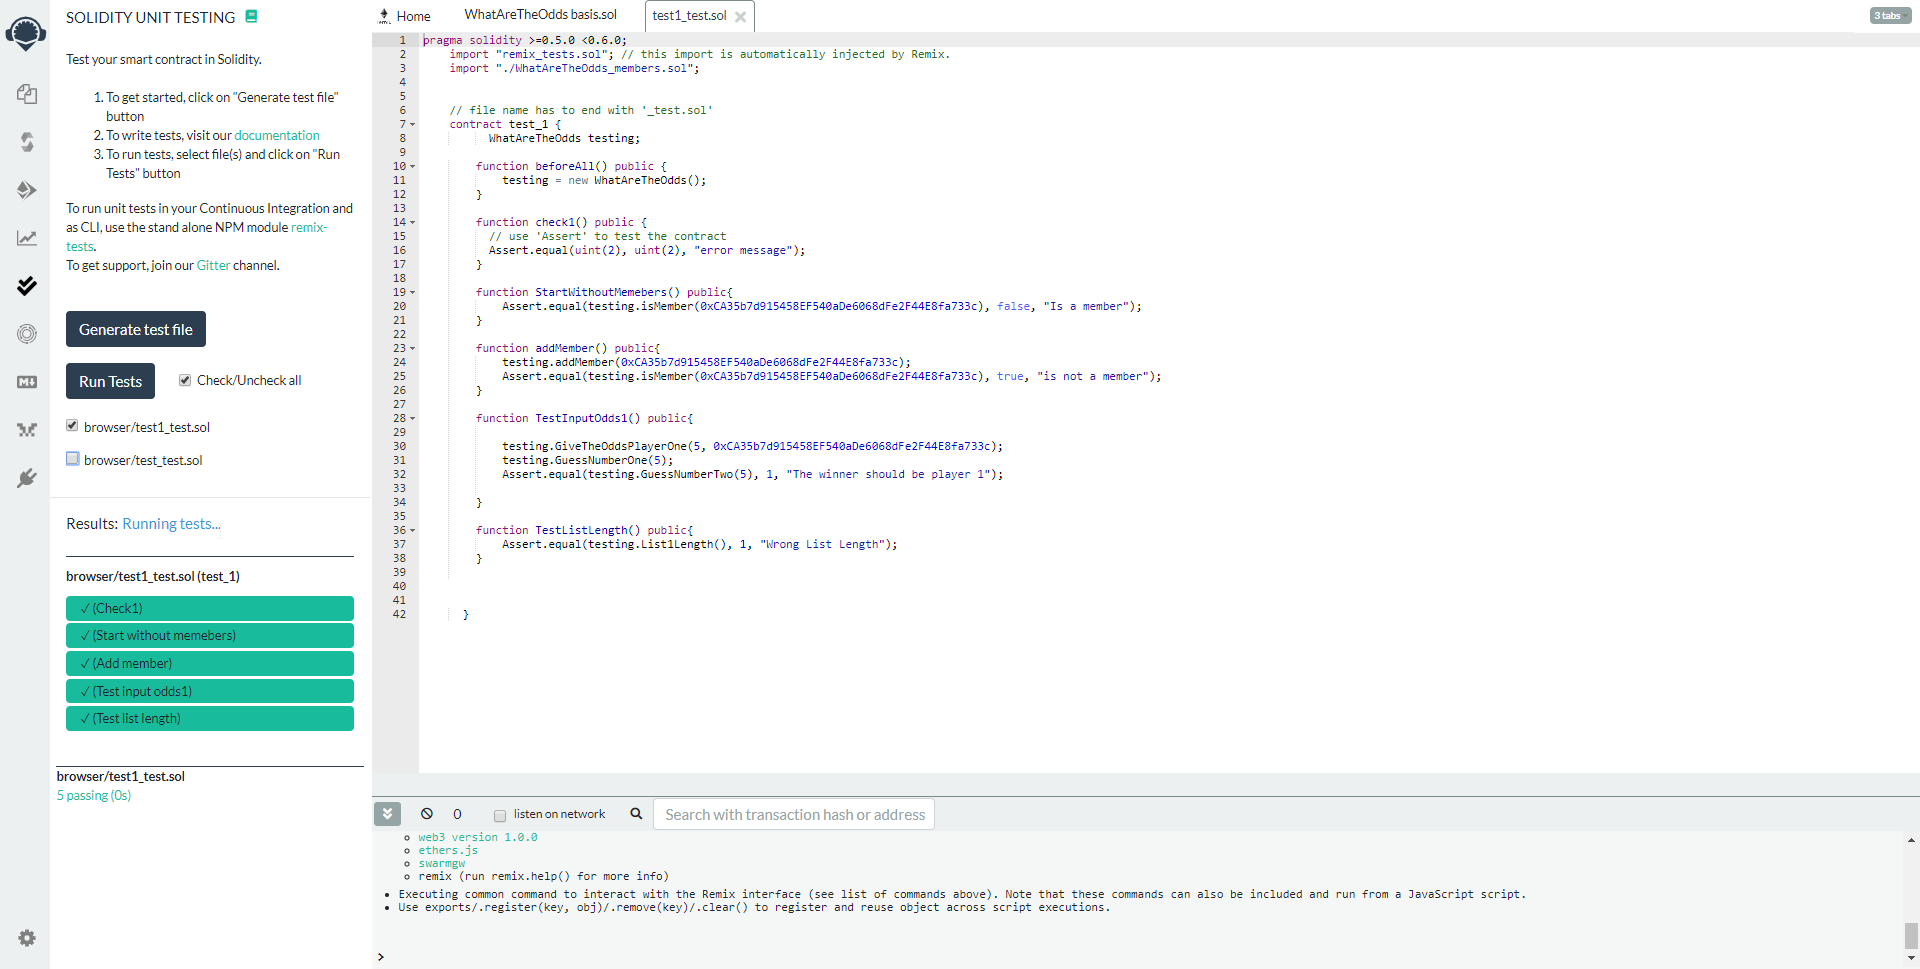 SOLIDITY UNIT TESTING
Test your smart contract in Solidity.
1. To get started, click on "Generate test file"
button
2. To write tests, visit our documentation
3. To run tests, select file(s) and click on "Run
Tests" button
To run unit tests in your Continuous Integration and
as CLI, use the stand alone NPM module remix-
tests.
To get support, join our Gitter channel.
Generate test file
Run Tests
Check/Uncheck all
browser/test1_test.sol
browser/test_test.sol
Results: Running tests...
browser/test1_test.sol (test_1)
✓ (Check1)
✓ (Start without memebers)
✓ (Add member)
✓ (Test input odds1)
✓ (Test list length)
browser/test1_test.sol
5 passing (0s)
Home
WhatAreTheOdds basis.sol
test1_test.sol
3 tabs
1 pragma solidity >=0.5.0 <0.6.0;
2 import "remix_tests.sol"; // this import is automatically injected by Remix.
3 import "./WhatAreTheOdds_members.sol";
4
5
6 // file name has to end with '_test.sol'
7 contract test_1 {
8 WhatAreTheOdds testing;
9
10 function beforeAll() public {
11 testing = new WhatAreTheOdds();
12 }
13
14 function check1() public {
15 // use 'Assert' to test the contract
16 Assert.equal(uint(2), uint(2), "error message");
17 }
18
19 function StartWithoutMemebers() public{
20 Assert.equal(testing.isMember(0xCA35b7d915458EF540aDe6068dFe2F44E8fa733c), false, "Is a member");
21 }
22
23 function addMember() public{
24 testing.addMember(0xCA35b7d915458EF540aDe6068dFe2F44E8fa733c);
25 Assert.equal(testing.isMember(0xCA35b7d915458EF540aDe6068dFe2F44E8fa733c), true, "is not a member");
26 }
27
28 function TestInputOdds1() public{
29
30 testing.GiveTheOddsPlayerOne(5, 0xCA35b7d915458EF540aDe6068dFe2F44E8fa733c);
31 testing.GuessNumberOne(5);
32 Assert.equal(testing.GuessNumberTwo(5), 1, "The winner should be player 1");
33
34 }
35
36 function TestListLength() public{
37 Assert.equal(testing.List1Length(), 1, "Wrong List Length");
38 }
39
40
41
42 }
0
listen on network
Search with transaction hash or address
web3 version 1.0.0
ethers.js
swarmgw
remix (run remix.help() for more info)
• Executing common command to interact with the Remix interface (see list of commands above). Note that these commands can also be included and run from a JavaScript script.
• Use exports/.register(key, obj)/.remove(key)/.clear() to register and reuse object across script executions.
>